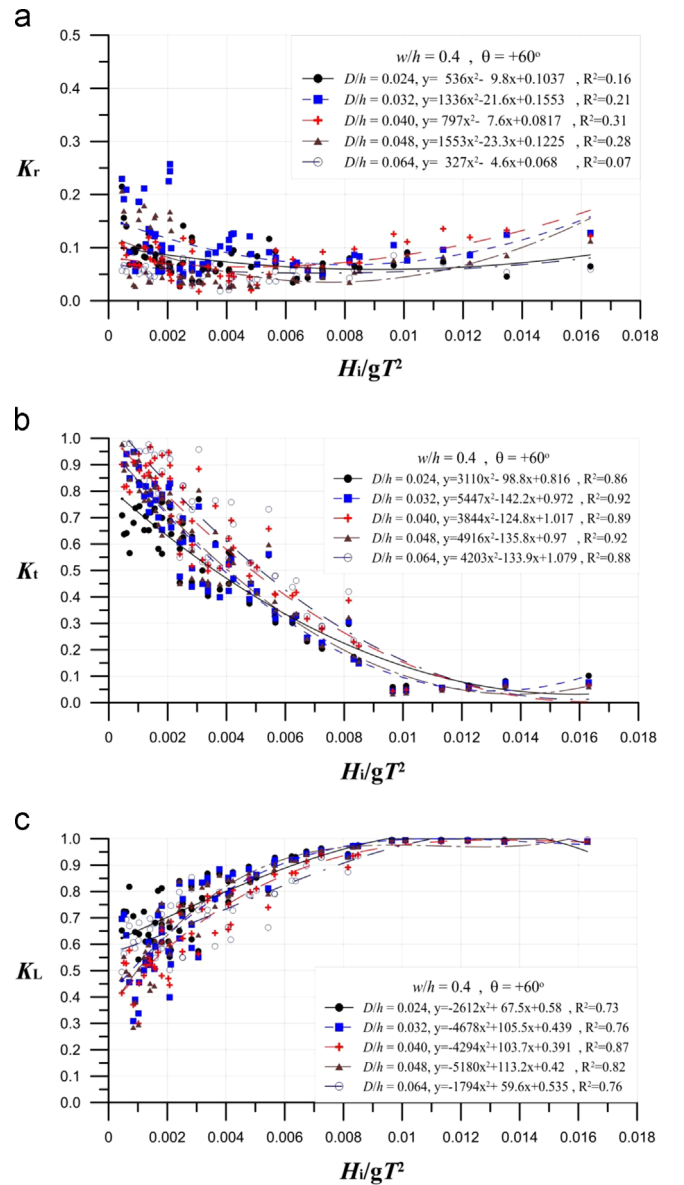 a
0.5
0.4
0.3
0.2
0.1
0.0
Kr
w/h = 0.4 , θ = +60º
D/h = 0.024, y= 536x²- 9.8x+0.1037 , R²=0.16
D/h = 0.032, y=1336x²-21.6x+0.1553 , R²=0.21
D/h = 0.040, y= 797x²- 7.6x+0.0817 , R²=0.31
D/h = 0.048, y=1553x²-23.3x+0.1225 , R²=0.28
D/h = 0.064, y= 327x²- 4.6x+0.068 , R²=0.07
0 0.002 0.004 0.006 0.008 0.01 0.012 0.014 0.016 0.018
Hi/gT²
b
1.0
0.9
0.8
0.7
0.6
0.5
0.4
0.3
0.2
0.1
0.0
Kt
w/h = 0.4 , θ = +60º
D/h = 0.024, y=3110x²- 98.8x+0.816 , R²=0.86
D/h = 0.032, y=5447x²-142.2x+0.972 , R²=0.92
D/h = 0.040, y=3844x²-124.8x+1.017 , R²=0.89
D/h = 0.048, y=4916x²-135.8x+0.97 , R²=0.92
D/h = 0.064, y= 4203x²-133.9x+1.079 , R²=0.88
0 0.002 0.004 0.006 0.008 0.01 0.012 0.014 0.016 0.018
Hi/gT²
c
1.0
0.9
0.8
0.7
0.6
0.5
0.4
0.3
0.2
0.1
0.0
KL
w/h = 0.4 , θ = +60º
D/h = 0.024, y=-2612x²+ 67.5x+0.58 , R²=0.73
D/h = 0.032, y=-4678x²+105.5x+0.439 , R²=0.76
D/h = 0.040, y=-4294x²+103.7x+0.391 , R²=0.87
D/h = 0.048, y=-5180x²+113.2x+0.42 , R²=0.82
D/h = 0.064, y=-1794x²+ 59.6x+0.535 , R²=0.76
0 0.002 0.004 0.006 0.008 0.01 0.012 0.014 0.016 0.018
Hi/gT²